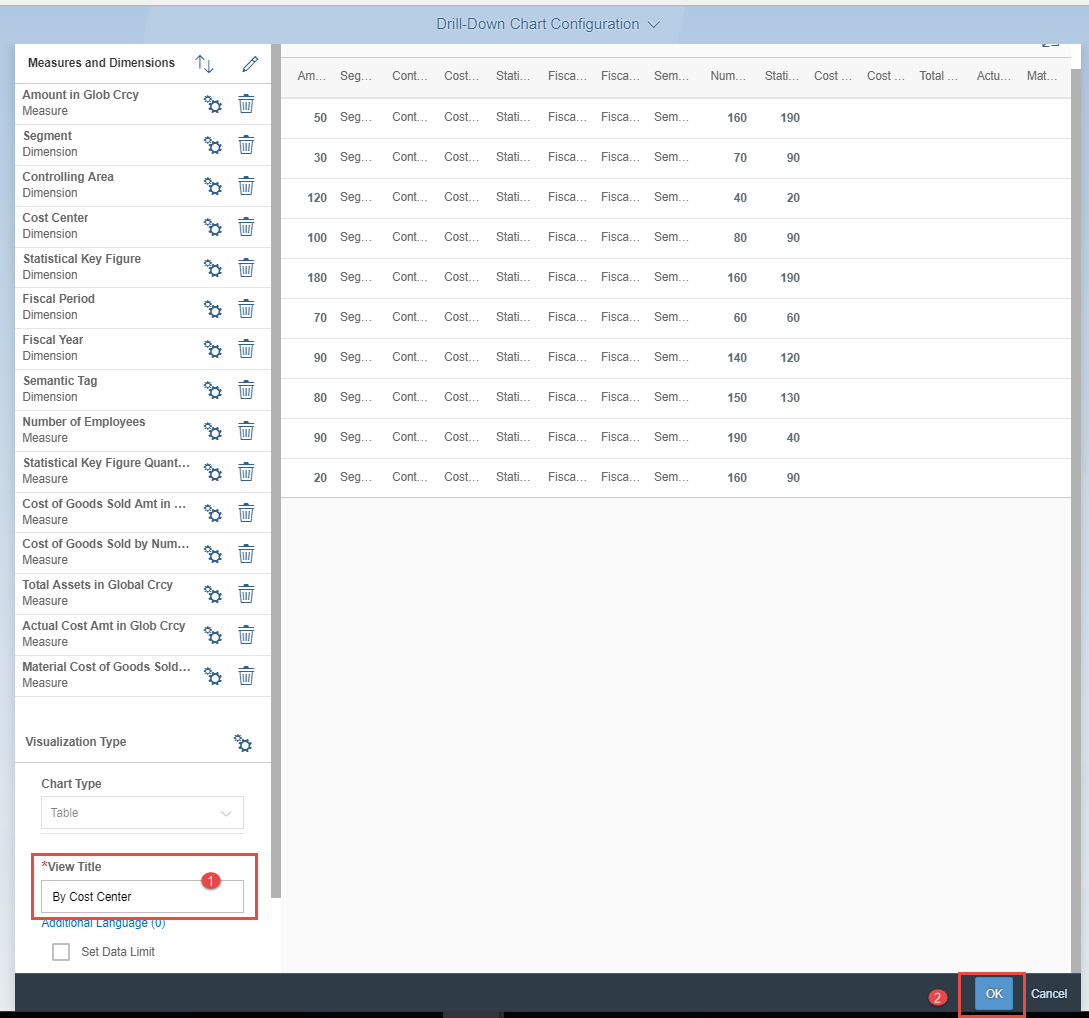 Drill-Down Chart Configuration
Measures and Dimensions
Amount in Glob Crcy
Measure
Segment
Dimension
Controlling Area
Dimension
Cost Center
Dimension
Statistical Key Figure
Dimension
Fiscal Period
Dimension
Fiscal Year
Dimension
Semantic Tag
Dimension
Number of Employees
Measure
Statistical Key Figure Quant...
Measure
Cost of Goods Sold Amt in ...
Measure
Cost of Goods Sold by Num...
Measure
Total Assets in Global Crcy
Measure
Actual Cost Amt in Glob Crcy
Measure
Material Cost of Goods Sold...
Measure
Visualization Type
Chart Type
Table
*View Title
1
By Cost Center
Additional Language (0)
Set Data Limit
Am... Seg... Cont... Cost... Stati... Fisca... Fisca... Sem... Num... Stati... Cost ... Cost ... Total ... Actu... Mat...
50 Seg... Cont... Cost... Stati... Fisca... Fisca... Sem... 160 190
30 Seg... Cont... Cost... Stati... Fisca... Fisca... Sem... 70 90
120 Seg... Cont... Cost... Stati... Fisca... Fisca... Sem... 40 20
100 Seg... Cont... Cost... Stati... Fisca... Fisca... Sem... 80 90
180 Seg... Cont... Cost... Stati... Fisca... Fisca... Sem... 160 190
70 Seg... Cont... Cost... Stati... Fisca... Fisca... Sem... 60 60
90 Seg... Cont... Cost... Stati... Fisca... Fisca... Sem... 140 120
80 Seg... Cont... Cost... Stati... Fisca... Fisca... Sem... 150 130
90 Seg... Cont... Cost... Stati... Fisca... Fisca... Sem... 190 40
20 Seg... Cont... Cost... Stati... Fisca... Fisca... Sem... 160 90
2 OK Cancel